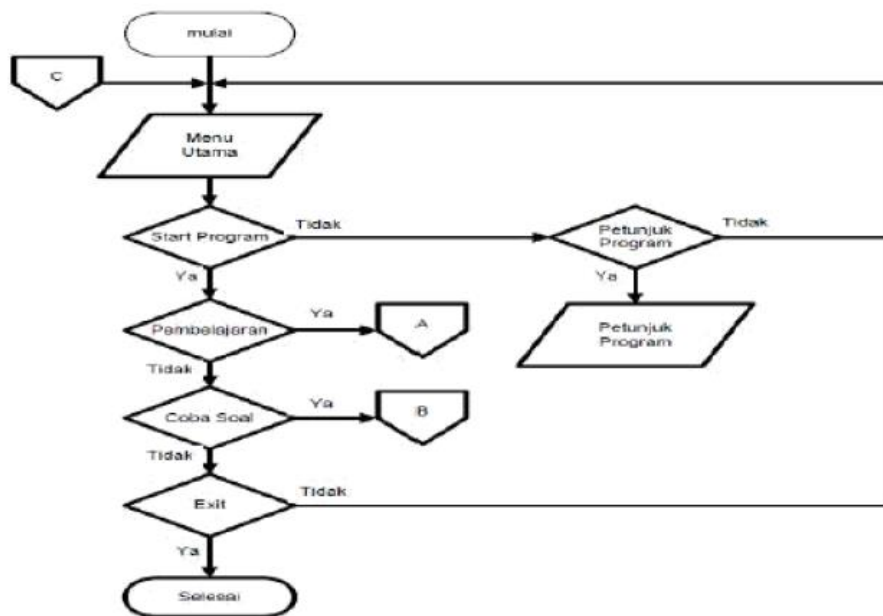 mulai
C
Menu
Utama
Start Program
Tidak
Petunjuk
Program
Tidak
Ya
Ya
Pembelajaran
Ya
A
Petunjuk
Program
Tidak
Coba Soal
Ya
B
Tidak
Exit
Tidak
Ya
Selesai